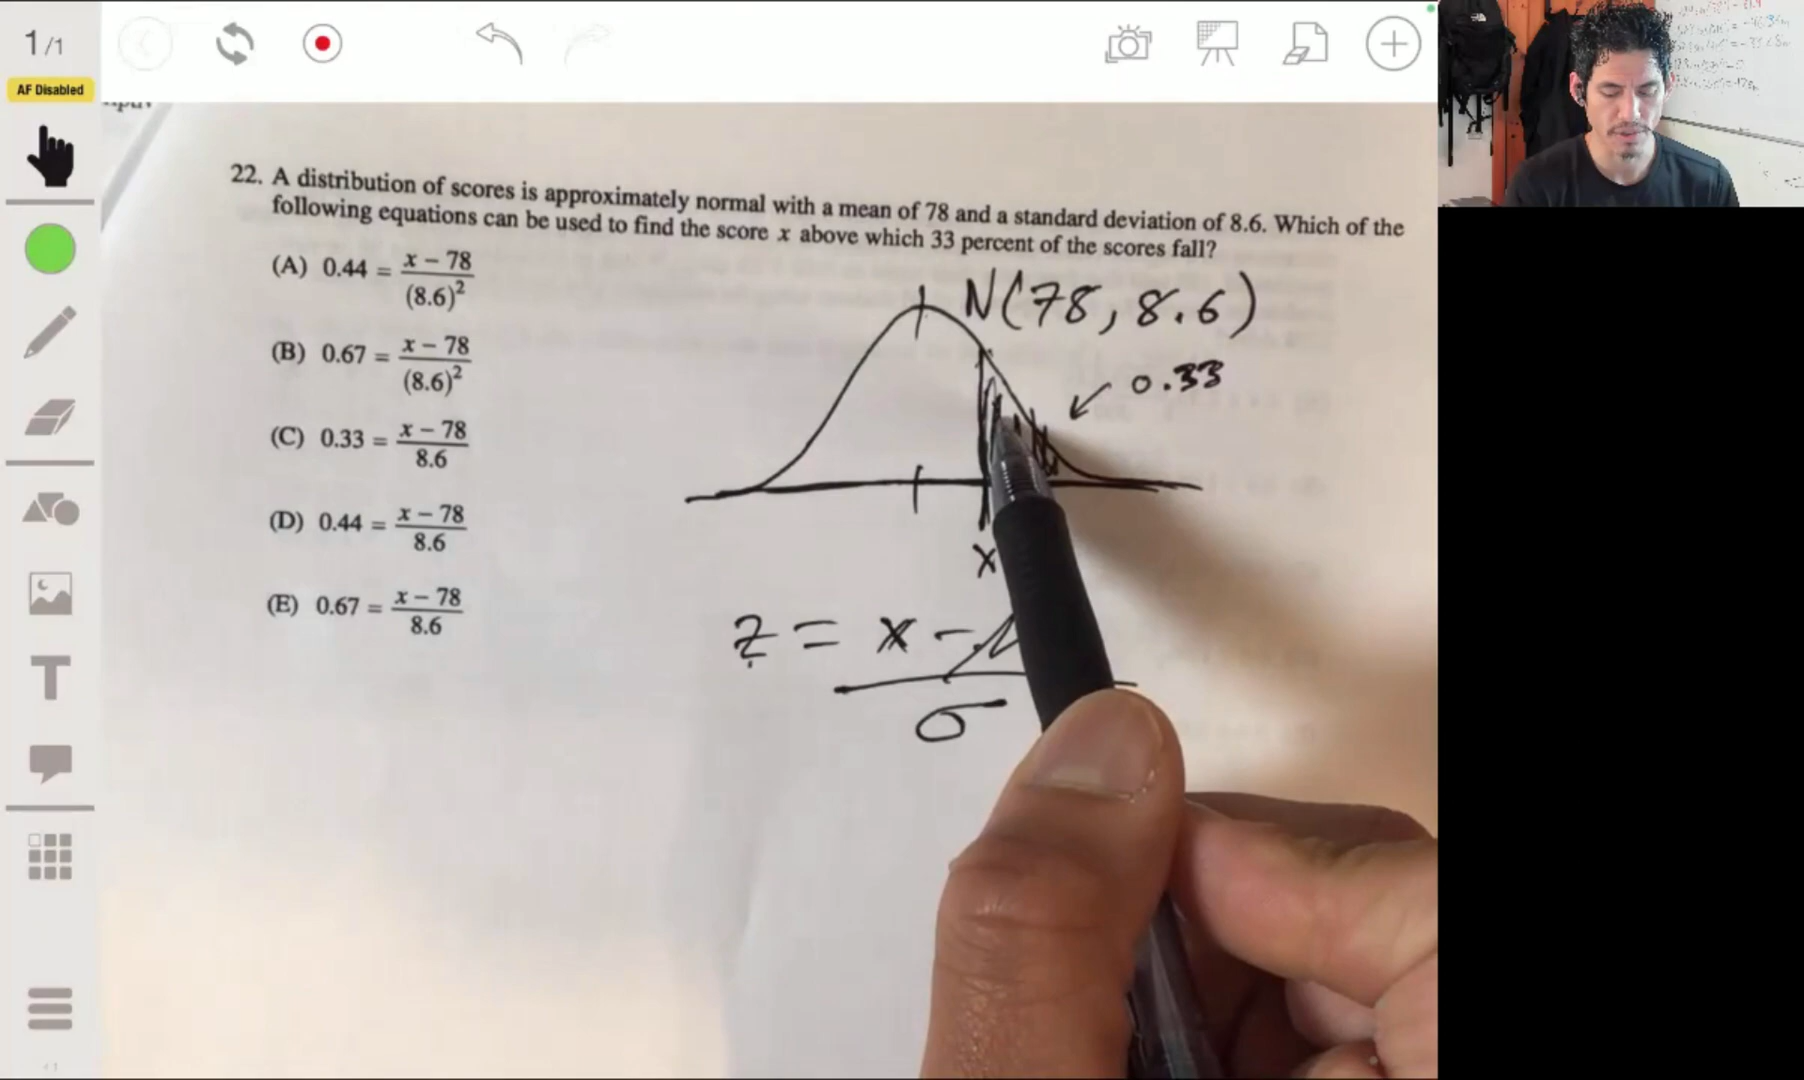 1/1
AF Disabled
22. A distribution of scores is approximately normal with a mean of 78 and a standard deviation of 8.6. Which of the
following equations can be used to find the score x above which 33 percent of the scores fall?
(A) 0.44 = x – 78 / (8.6)²
(B) 0.67 = x – 78 / (8.6)²
(C) 0.33 = x – 78 / 8.6
(D) 0.44 = x – 78 / 8.6
(E) 0.67 = x – 78 / 8.6
N(78, 8.6)
0.33
x
z = x – μ / σ
T